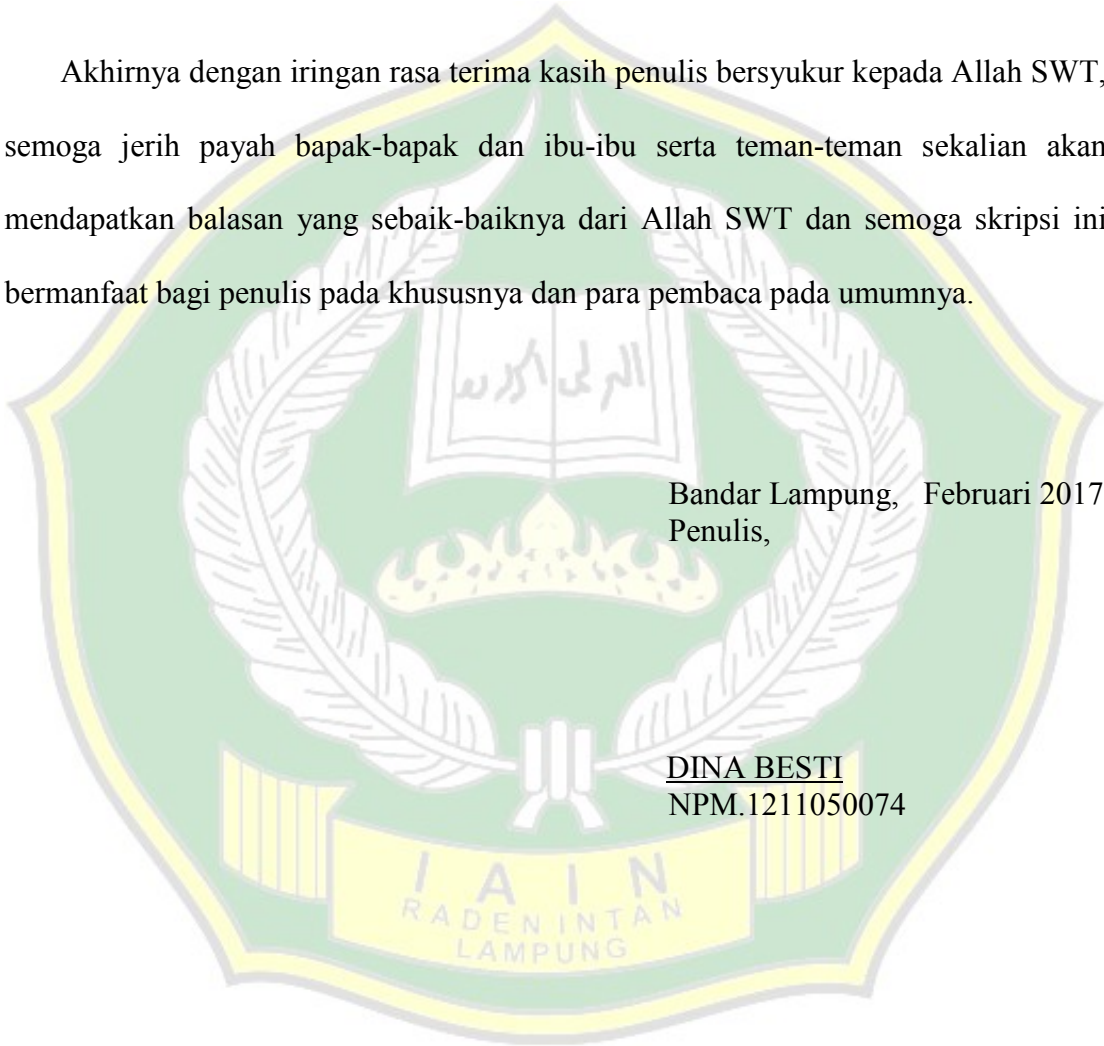 Akhirnya dengan iringan rasa terima kasih penulis bersyukur kepada Allah SWT,
semoga jerih payah bapak-bapak dan ibu-ibu serta teman-teman sekalian akan
mendapatkan balasan yang sebaik-baiknya dari Allah SWT dan semoga skripsi ini
bermanfaat bagi penulis pada khususnya dan para pembaca pada umumnya.
Bandar Lampung, Februari 2017
Penulis,
DINA BESTI
NPM.1211050074
IAIN
RADEN INTAN
LAMPUNG